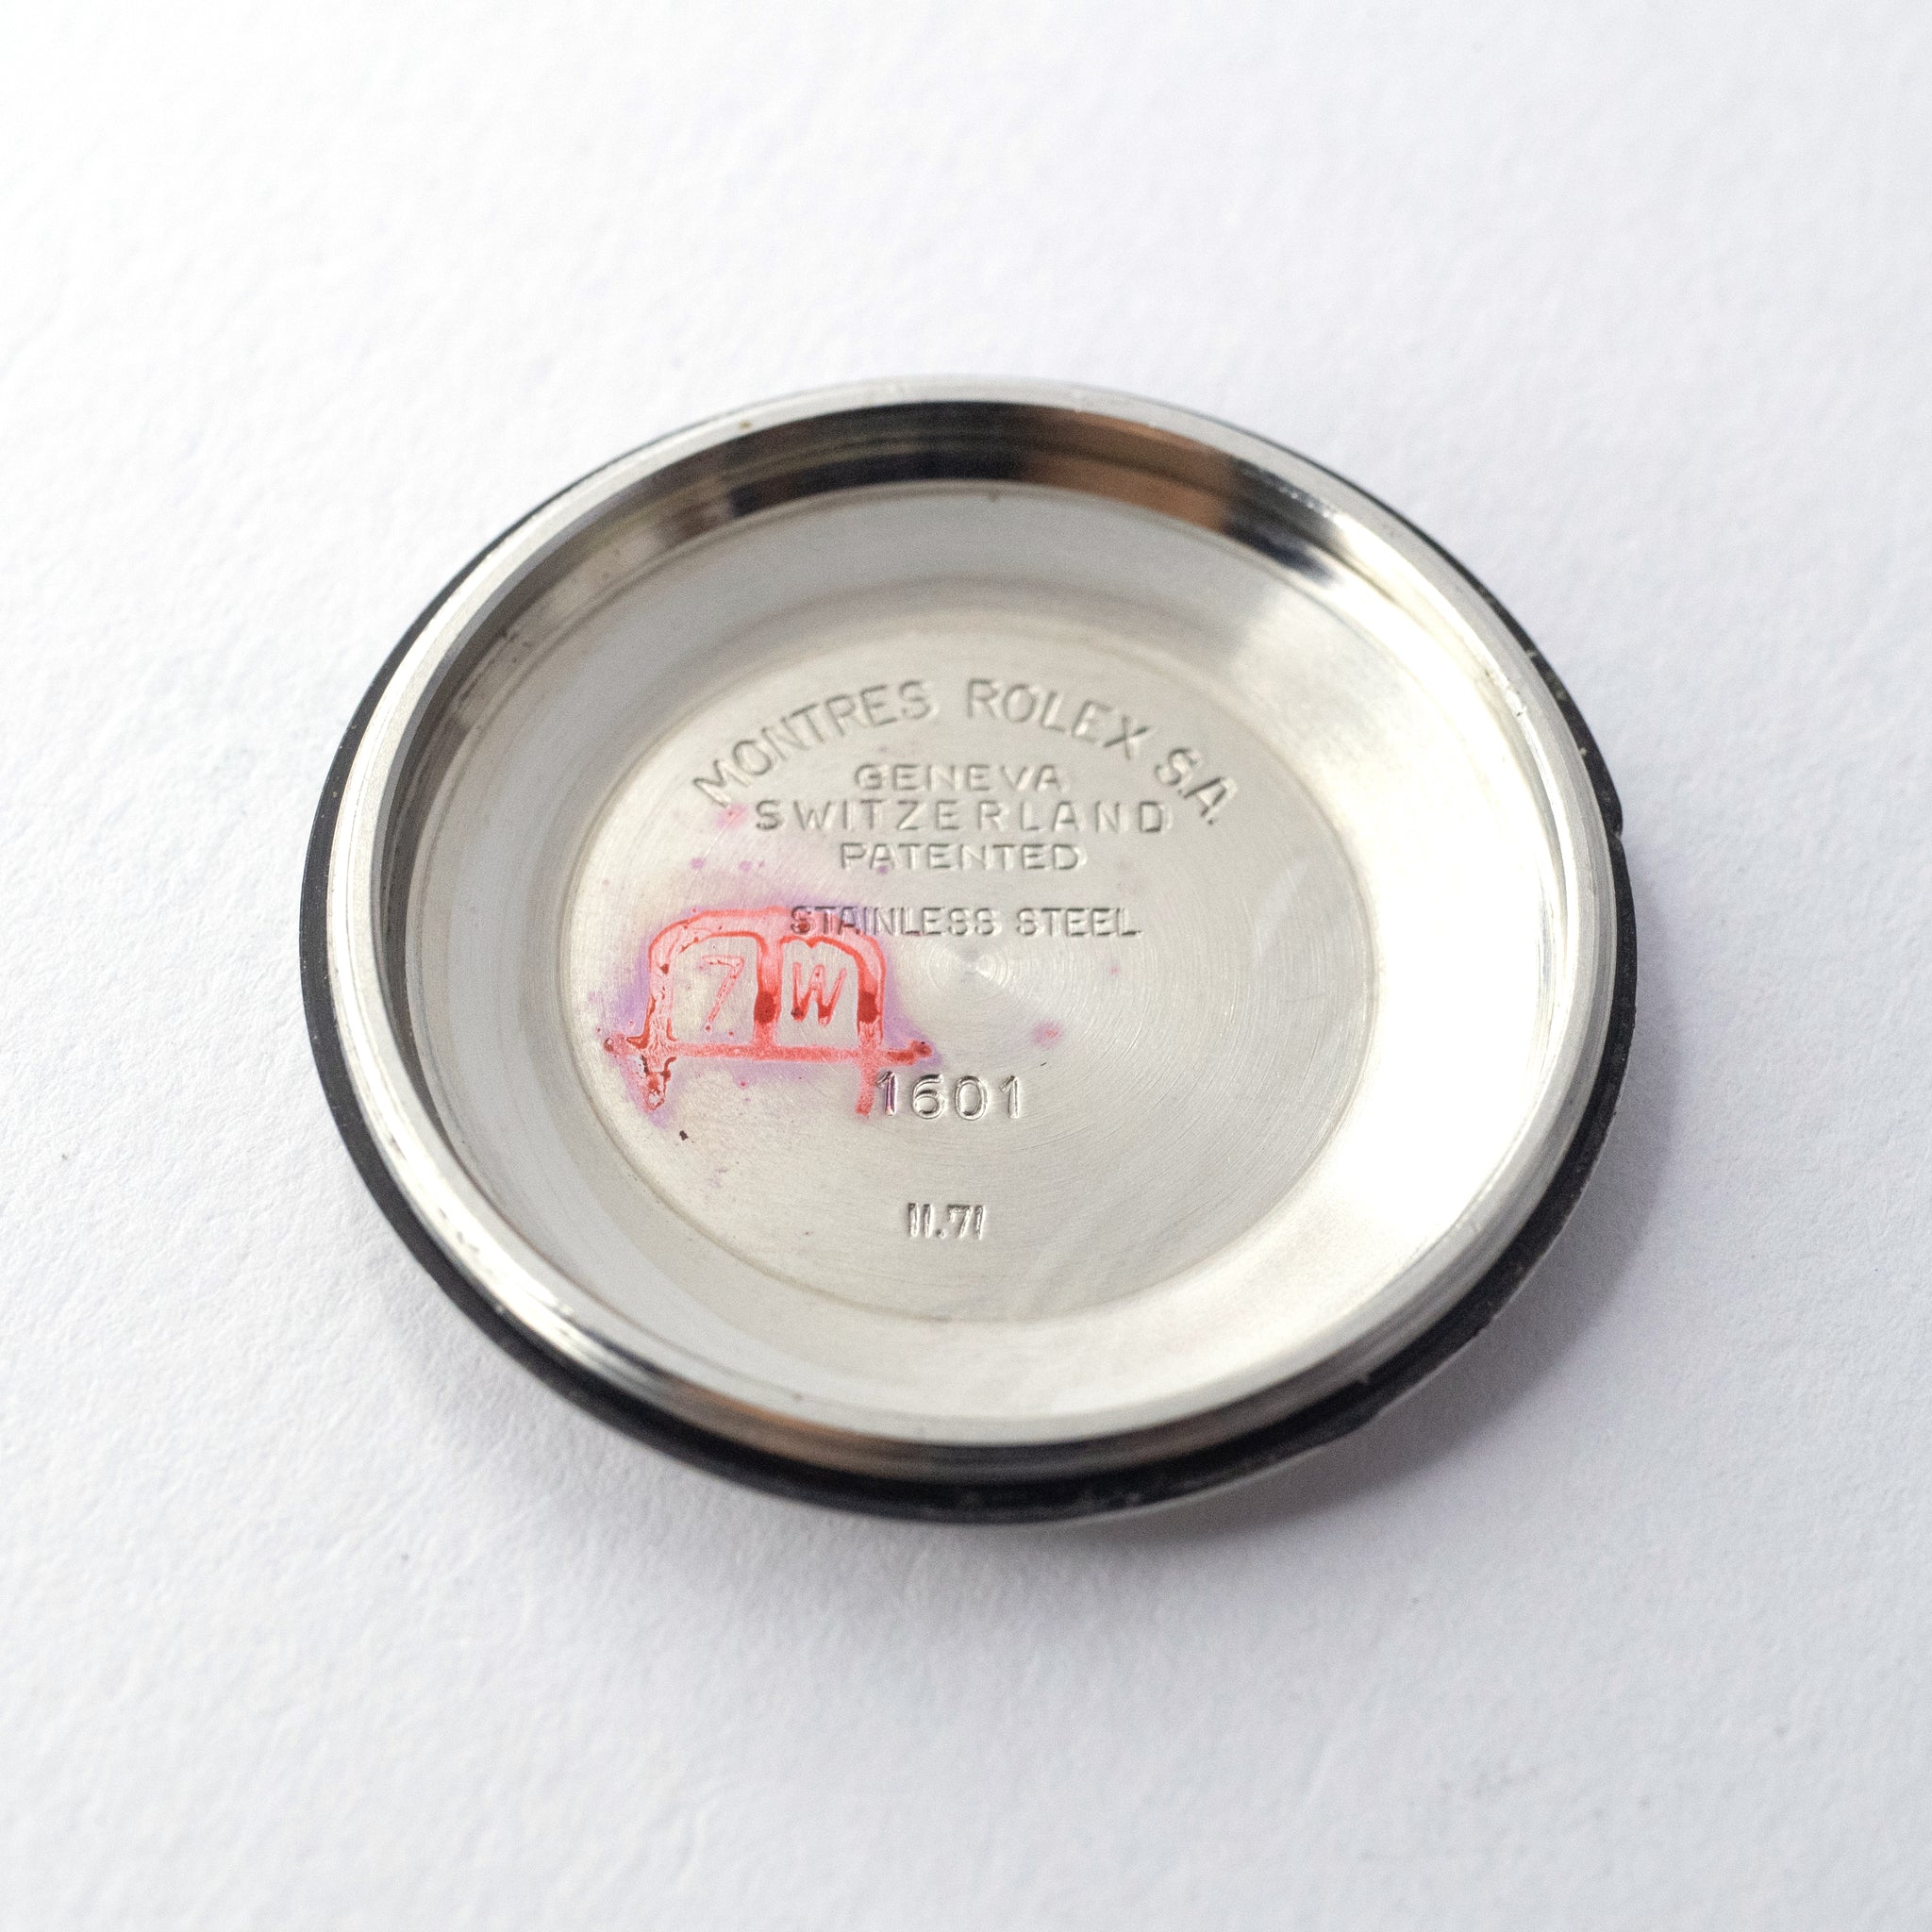 MONTRES ROLEX S.A.
GENEVA
SWITZERLAND
PATENTED
STAINLESS STEEL
7 W
1601
II.71